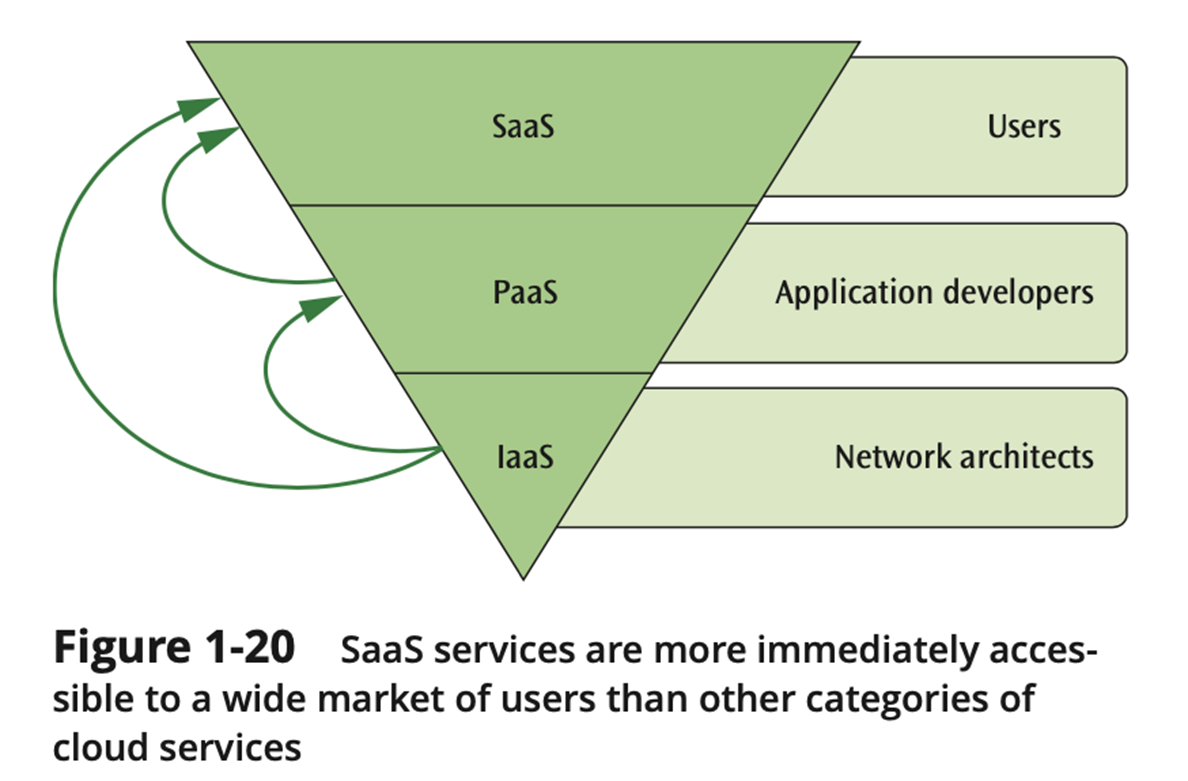 SaaS
Users
PaaS
Application developers
IaaS
Network architects
Figure 1-20 SaaS services are more immediately acces-
sible to a wide market of users than other categories of
cloud services